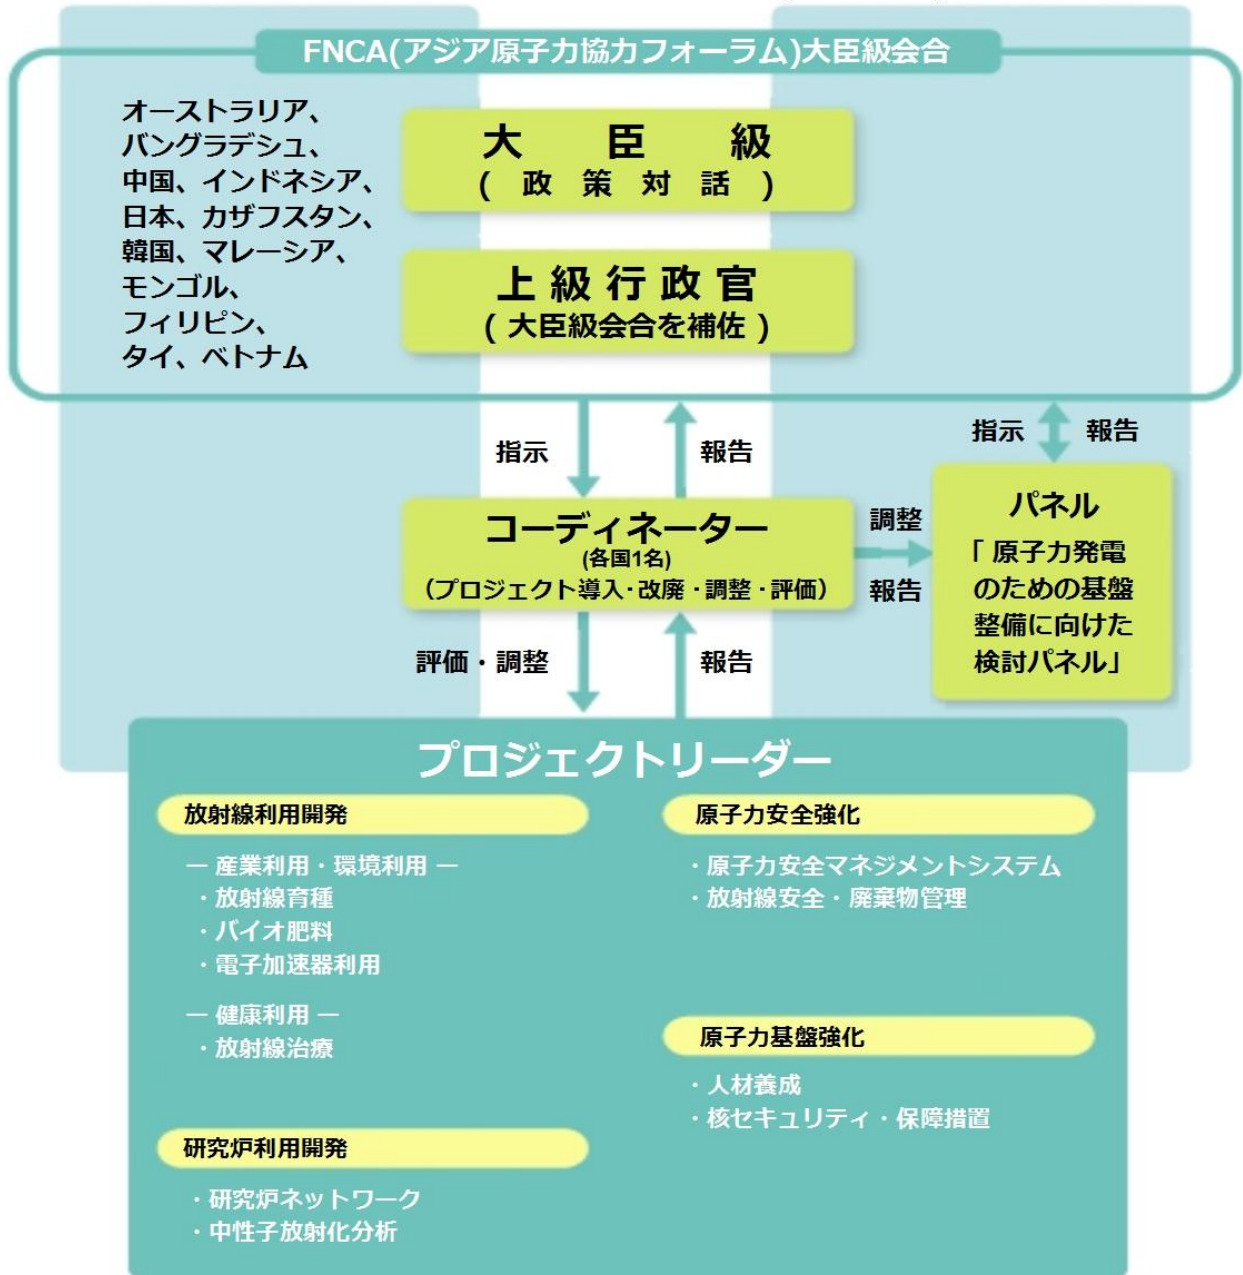 FNCA(アジア原子力協力フォーラム)大臣級会合
オーストラリア、
バングラデシュ、
中国、インドネシア、
日本、カザフスタン、
韓国、マレーシア、
モンゴル、
フィリピン、
タイ、ベトナム
大臣級
(政策対話)
上級行政官
(大臣級会合を補佐)
指示
報告
指示
報告
コーディネーター
(各国1名)
(プロジェクト導入・改廃・調整・評価)
調整
報告
パネル
「原子力発電
のための基盤
整備に向けた
検討パネル」
評価・調整
報告
プロジェクトリーダー
放射線利用開発
― 産業利用・環境利用 ―
・放射線育種
・バイオ肥料
・電子加速器利用
― 健康利用 ―
・放射線治療
研究炉利用開発
・研究炉ネットワーク
・中性子放射化分析
原子力安全強化
・原子力安全マネジメントシステム
・放射線安全・廃棄物管理
原子力基盤強化
・人材養成
・核セキュリティ・保障措置